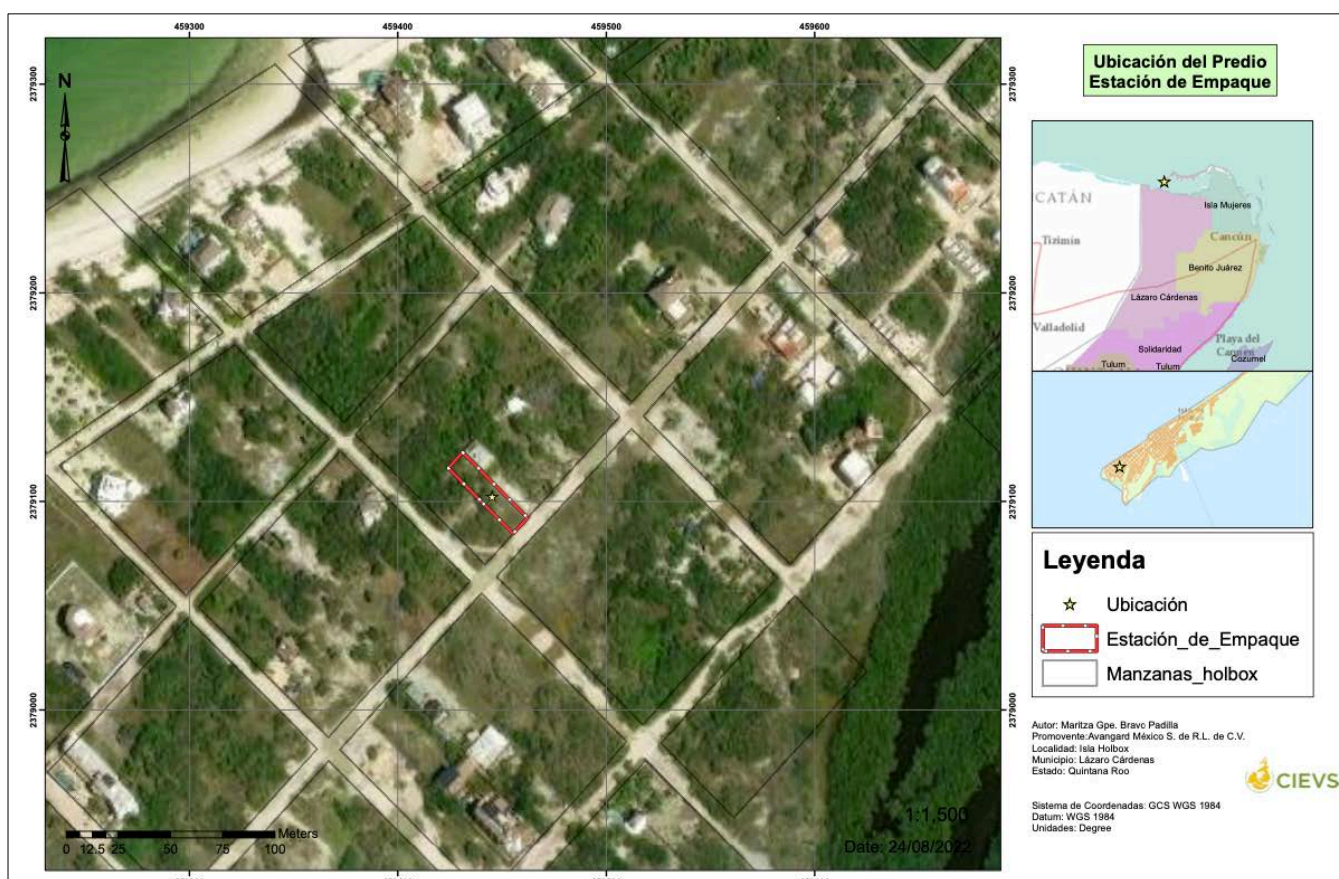 459300 459400 459500 459600
2379300 2379300
N
2379200 2379200
2379100 2379100
2379000 2379000
0 12.5 25 50 75 100 Meters
1:1,500
Date: 24/08/2022
Ubicación del Predio
Estación de Empaque
CATÁN
Isla Mujeres
Tizimín
Cancún
Benito Juárez
Lázaro Cárdenas
Valladolid
Solidaridad
Playa del
Carmen
Cozumel
Tulum
Tulum
Leyenda
Ubicación
Estación_de_Empaque
Manzanas_holbox
Autor: Maritza Gpe. Bravo Padilla
Promovente:Avangard México S. de R.L. de C.V.
Localidad: Isla Holbox
Municipio: Lázaro Cárdenas
Estado: Quintana Roo
CIEVS
Sistema de Coordenadas: GCS WGS 1984
Datum: WGS 1984
Unidades: Degree